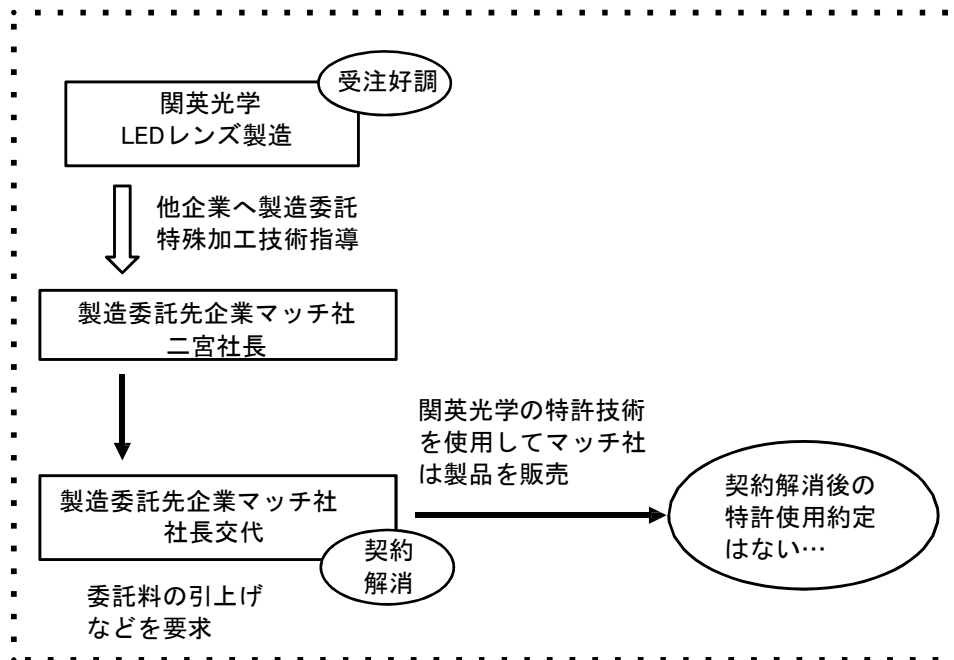 受注好調
関英光学
LEDレンズ製造
他企業へ製造委託
特殊加工技術指導
製造委託先企業マッチ社
二宮社長
関英光学の特許技術
を使用してマッチ社
は製品を販売
製造委託先企業マッチ社
社長交代
契約
解消
契約解消後の
特許使用約定
はない…
委託料の引上げ
などを要求